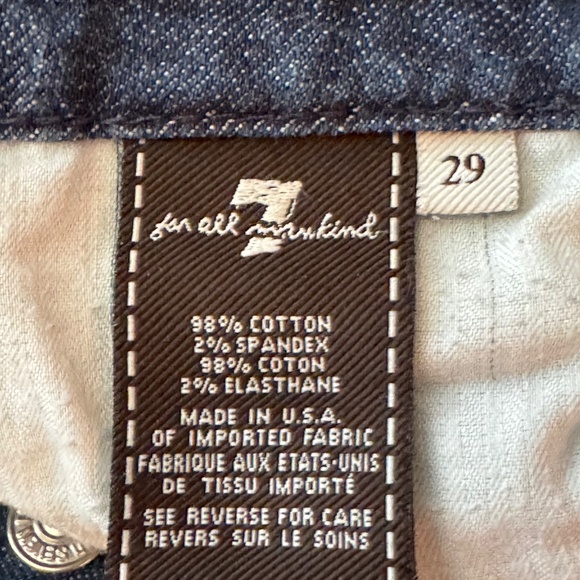 7
for all mankind
29
98% COTTON
2% SPANDEX
98% COTON
2% ELASTHANE
MADE IN U.S.A.
OF IMPORTED FABRIC
FABRIQUE AUX ETATS-UNIS
DE TISSU IMPORTÉ
SEE REVERSE FOR CARE
REVERS SUR LE SOINS